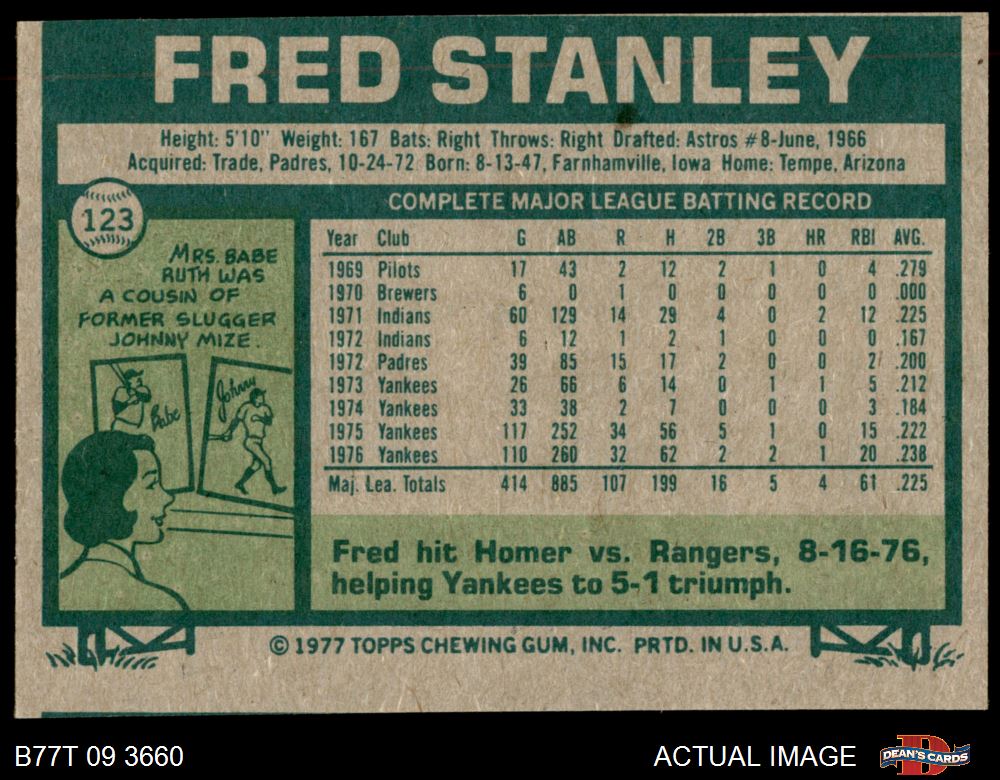 FRED STANLEY
Height: 5'10" Weight: 167 Bats: Right Throws: Right Drafted: Astros #8-June, 1966
Acquired: Trade, Padres, 10-24-72 Born: 8-13-47, Farnhamville, Iowa Home: Tempe, Arizona
123
MRS. BABE
RUTH WAS
A COUSIN OF
FORMER SLUGGER
JOHNNY MIZE.
Babe
Johnny
COMPLETE MAJOR LEAGUE BATTING RECORD
Year Club G AB R H 2B 3B HR RBI AVG.
1969 Pilots 17 43 2 12 2 1 0 4 .279
1970 Brewers 6 0 1 0 0 0 0 0 .000
1971 Indians 60 129 14 29 4 0 2 12 .225
1972 Indians 6 12 1 2 1 0 0 0 .167
1972 Padres 39 85 15 17 2 0 0 2 .200
1973 Yankees 26 66 6 14 0 1 1 5 .212
1974 Yankees 33 38 2 7 0 0 0 3 .184
1975 Yankees 117 252 34 56 5 1 0 15 .222
1976 Yankees 110 260 32 62 2 2 1 20 .238
Maj. Lea. Totals 414 885 107 199 16 5 4 61 .225
Fred hit Homer vs. Rangers, 8-16-76,
helping Yankees to 5-1 triumph.
© 1977 TOPPS CHEWING GUM, INC. PRTD. IN U.S.A.
B77T 09 3660
ACTUAL IMAGE
D
DEAN'S CARDS